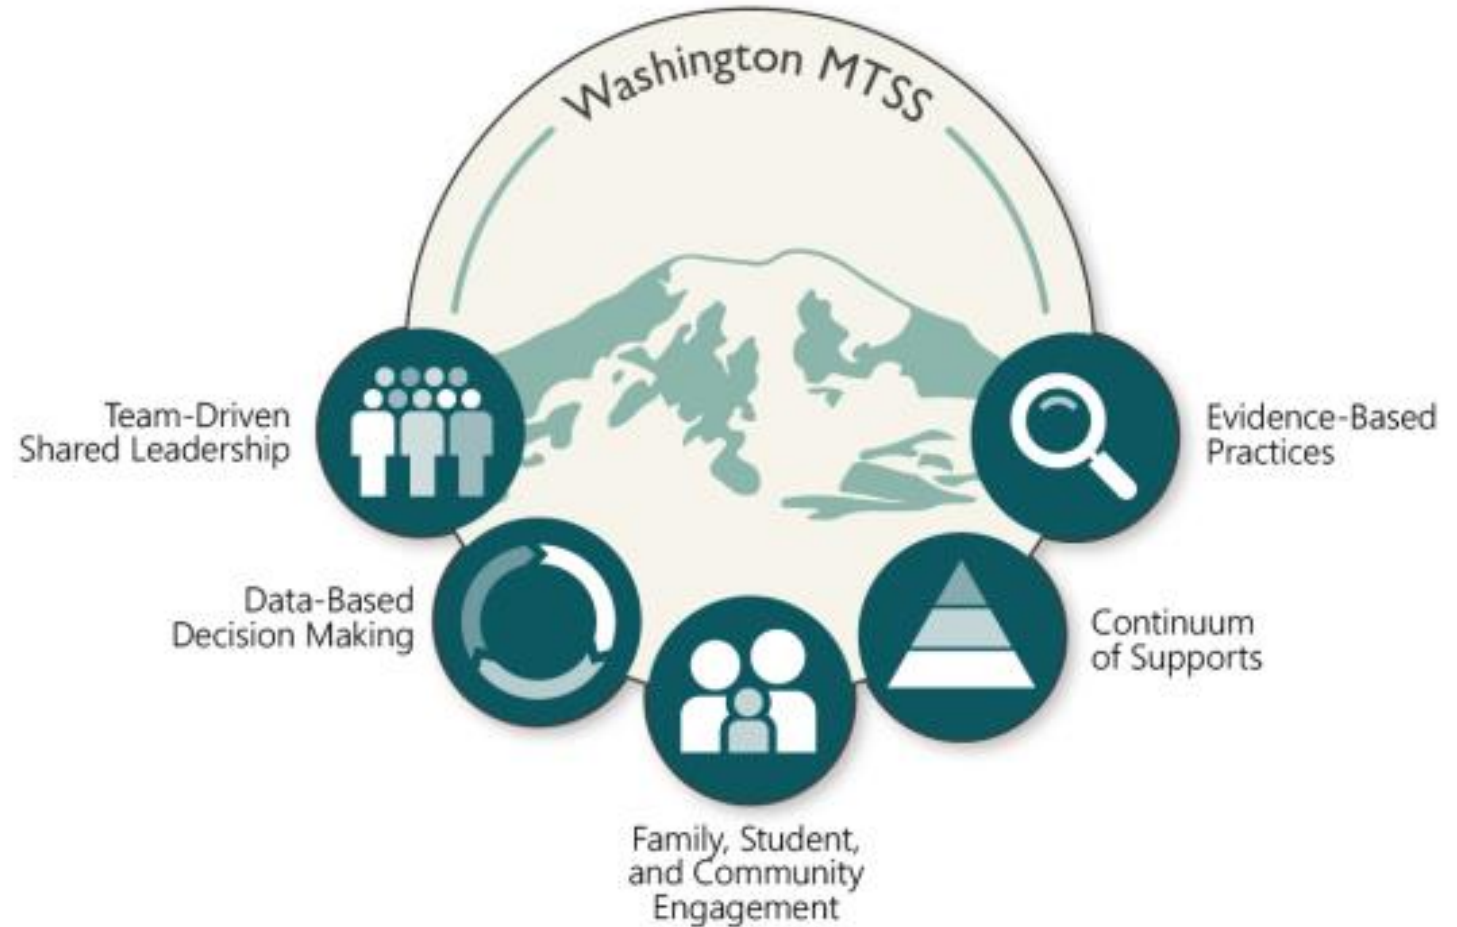 Washington MTSS
Team-Driven
Shared Leadership
Evidence-Based
Practices
Data-Based
Decision Making
Continuum
of Supports
Family, Student,
and Community
Engagement